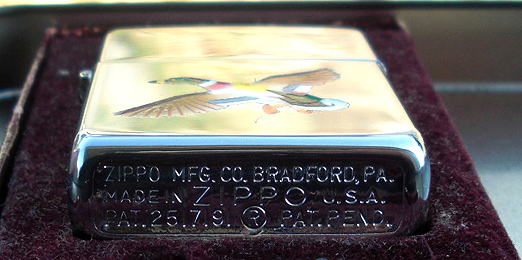 ZIPPO MFG. CO. BRADFORD, PA.
MADE IN ZIPPO U.S.A.
PAT. 2517191 ® PAT. PEND.